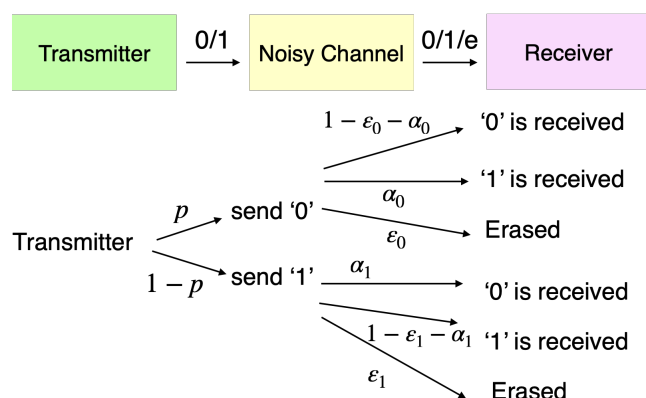 Transmitter
0/1
Noisy Channel
0/1/e
Receiver
1 − ε₀ − α₀
‘0’ is received
‘1’ is received
α₀
p
send ‘0’
Erased
ε₀
Transmitter
1 − p
send ‘1’
α₁
‘0’ is received
1 − ε₁ − α₁
‘1’ is received
ε₁
Erased